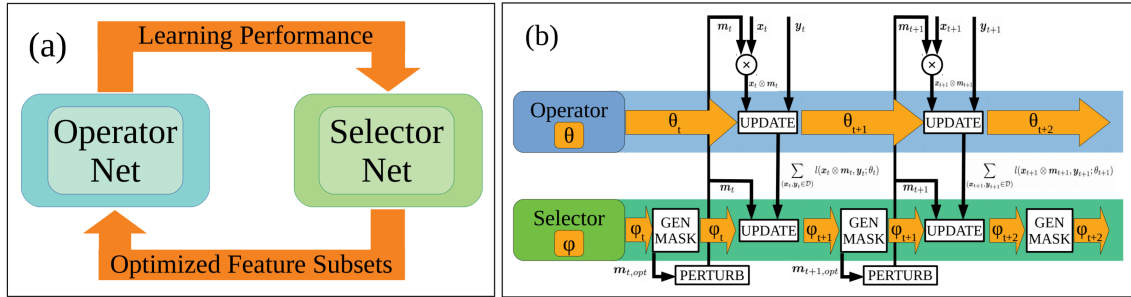 (a)
Learning Performance
Operator
Net
Selector
Net
Optimized Feature Subsets
(b)
m_t x_t y_t
m_{t+1} x_{t+1} y_{t+1}
×
×
x_t ⊗ m_t
x_{t+1} ⊗ m_{t+1}
Operator
θ
θ_t
UPDATE
θ_{t+1}
UPDATE
θ_{t+2}
∑_{(x_t, y_t ∈ D)} l(x_t ⊗ m_t, y_t; θ_t)
∑_{(x_{t+1}, y_{t+1} ∈ D)} l(x_{t+1} ⊗ m_{t+1}, y_{t+1}; θ_{t+1})
m_t
m_{t+1}
Selector
φ
φ_t
GEN
MASK
φ_t
UPDATE
φ_{t+1}
GEN
MASK
φ_{t+1}
UPDATE
φ_{t+2}
GEN
MASK
φ_{t+2}
m_{t,opt}
PERTURB
m_{t+1,opt}
PERTURB